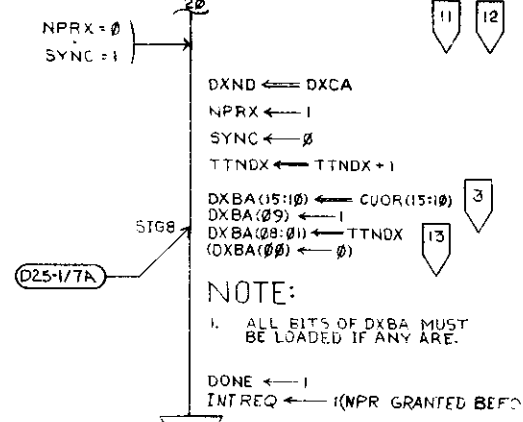 20
11 12
NPRX = Ø
SYNC = 1
DXND ⟸ DXCA
NPRX ← 1
SYNC ← Ø
TTNDX ⟵ TTNDX + 1
DXBA(15:1Ø) ⟵ CUOR(15:1Ø)
3
DXBA(Ø9) ← 1
SIG8
DXBA(Ø8:Ø1) ⟵ TTNDX
13
(DXBA(ØØ) ← Ø)
D25-1/7A
NOTE:
1. ALL BITS OF DXBA MUST
BE LOADED IF ANY ARE.
DONE ← 1
INTREQ ← 1(NPR GRANTED BEFO